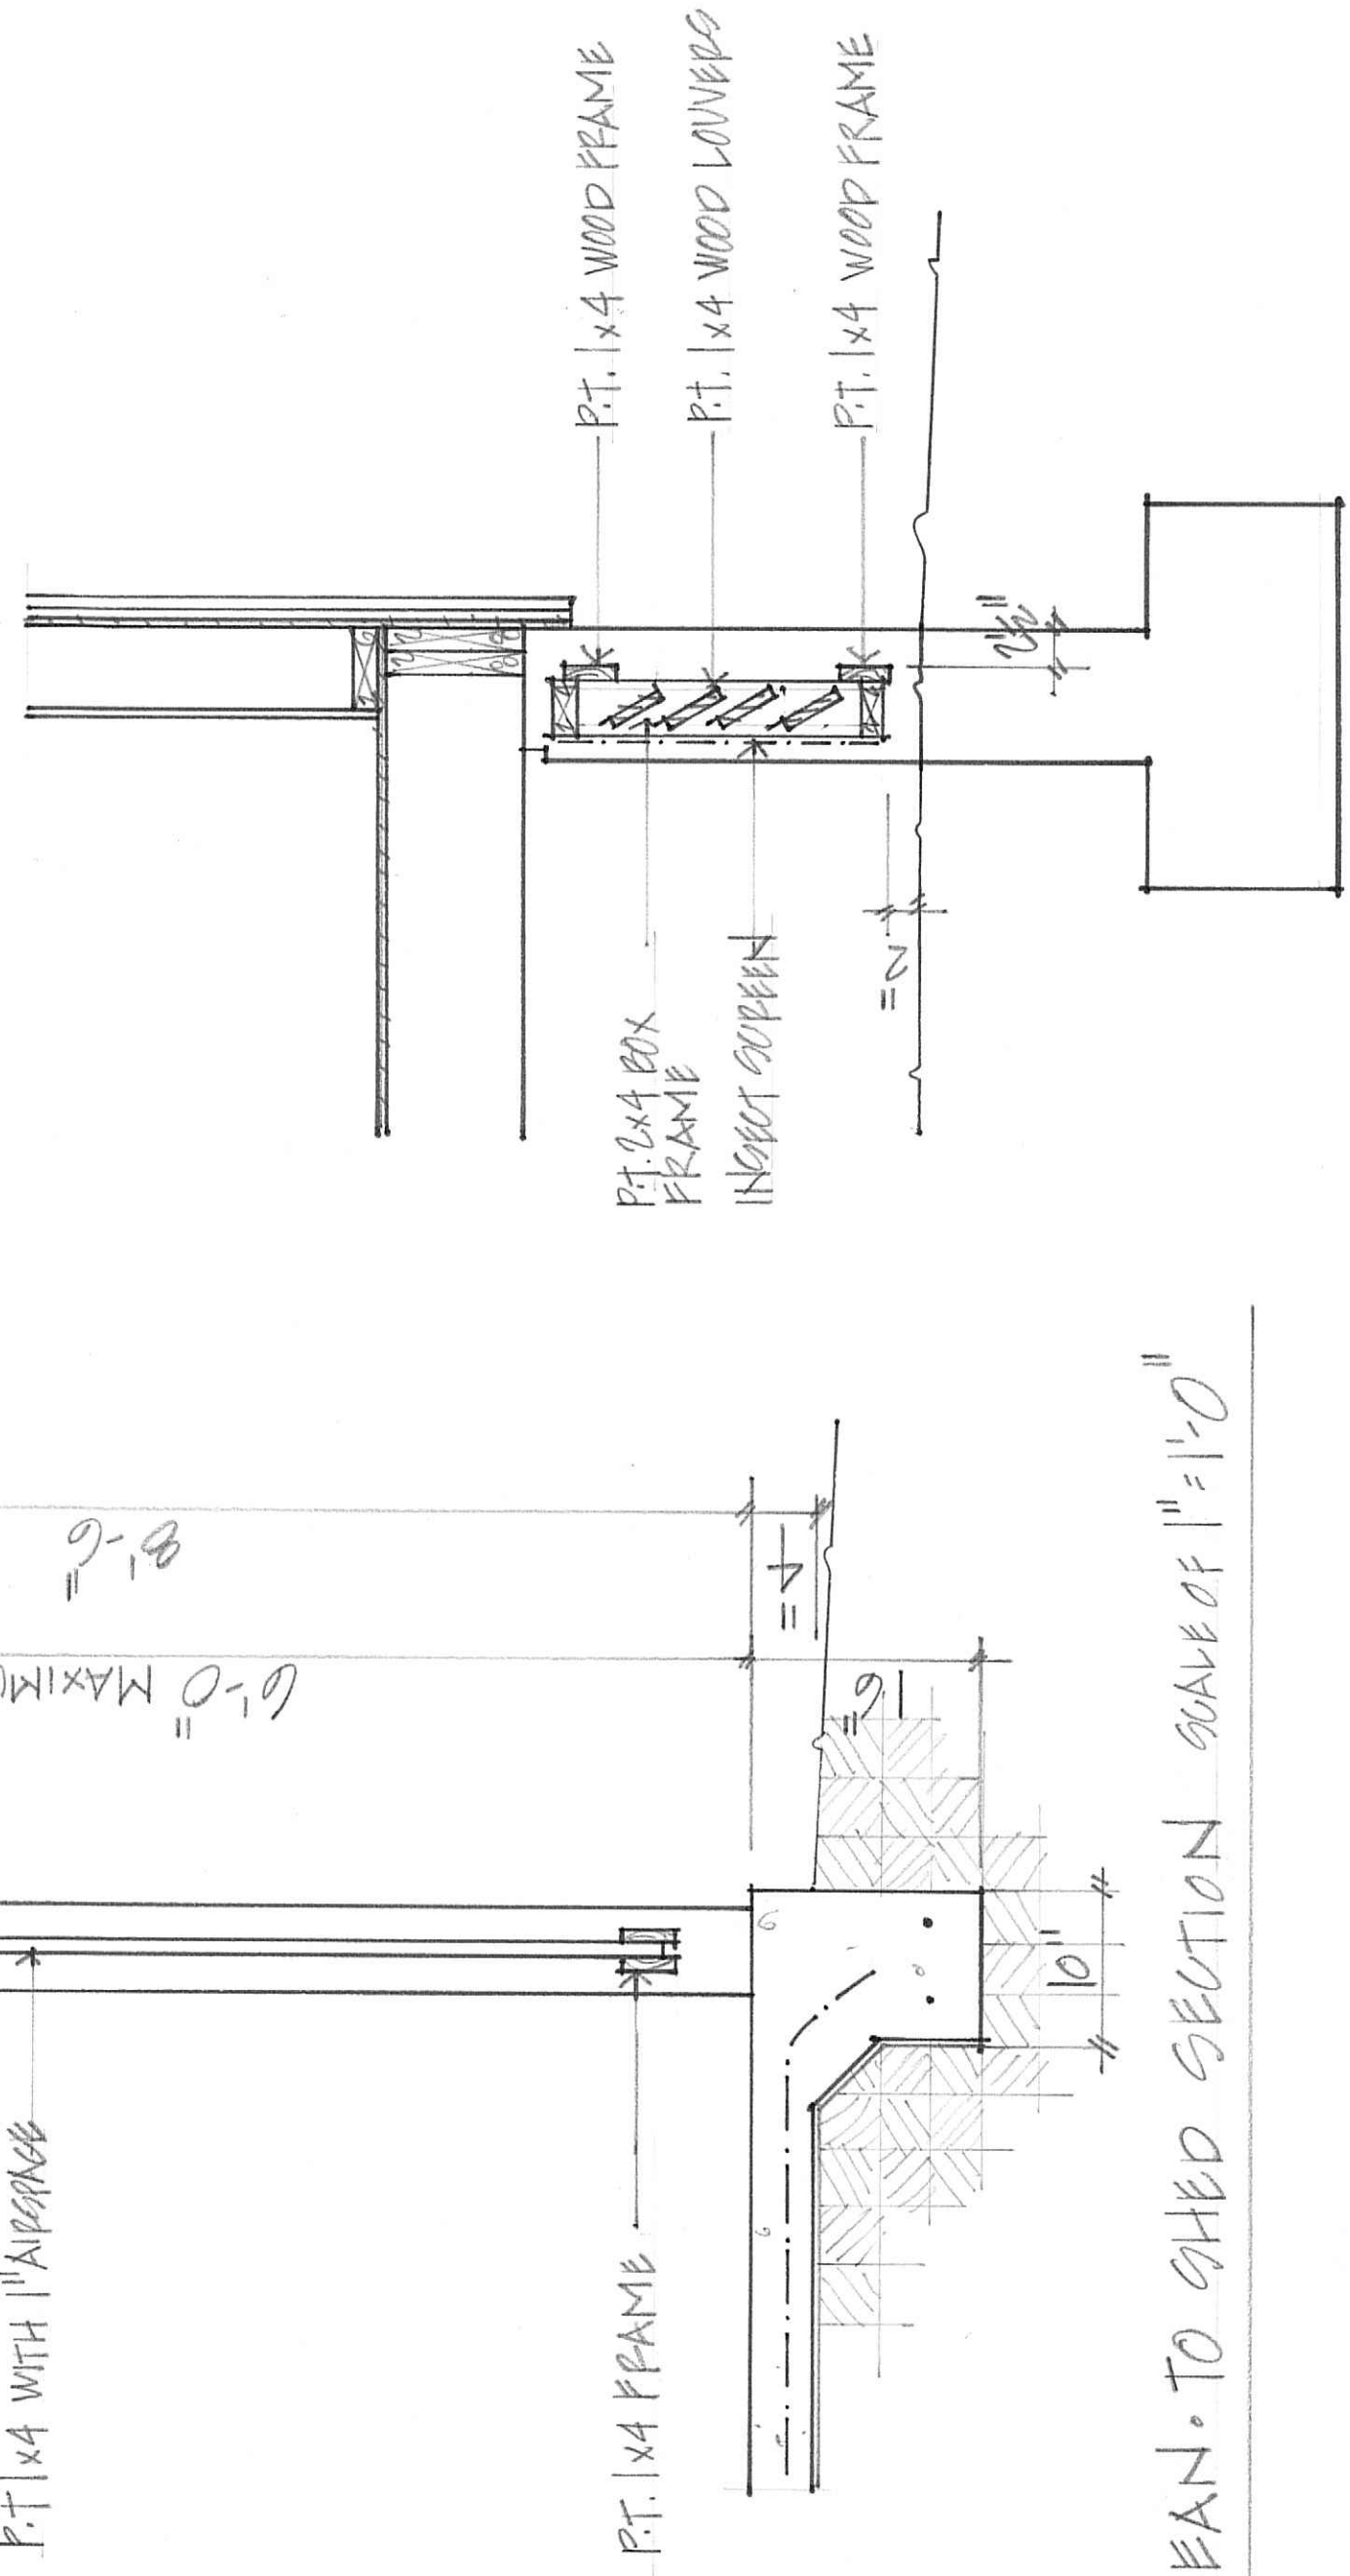 P.T. 1x4 WITH 1" AIRSPACE
P.T. 1x4 FRAME
8'-6"
6'-0"
4"
16"
10"
EAN. TO SHED SECTION SCALE OF 1" = 1'-0"
P.T. 2x4 BOX
FRAME
INSECT SCREEN
P.T. 1x4 WOOD FRAME
P.T. 1x4 WOOD LOUVERS
P.T. 1x4 WOOD FRAME
2"
2½"